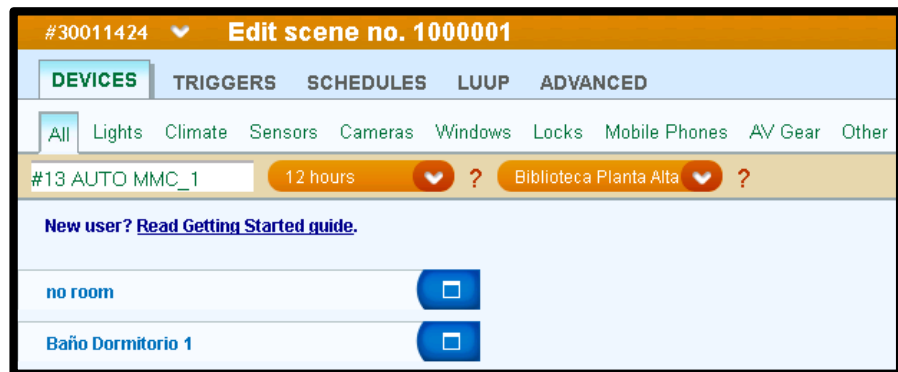 #30011424 Edit scene no. 1000001
DEVICES TRIGGERS SCHEDULES LUUP ADVANCED
All Lights Climate Sensors Cameras Windows Locks Mobile Phones AV Gear Other
#13 AUTO MMC_1 12 hours ? Biblioteca Planta Alta ?
New user? Read Getting Started guide.
no room
Baño Dormitorio 1